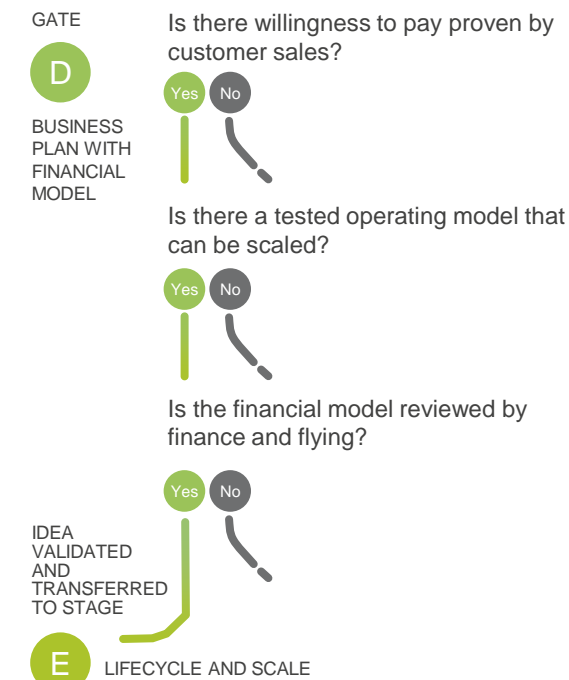 GATE
D
BUSINESS
PLAN WITH
FINANCIAL
MODEL
Is there willingness to pay proven by
customer sales?
Yes No
Is there a tested operating model that
can be scaled?
Yes No
Is the financial model reviewed by
finance and flying?
Yes No
IDEA
VALIDATED
AND
TRANSFERRED
TO STAGE
E
LIFECYCLE AND SCALE